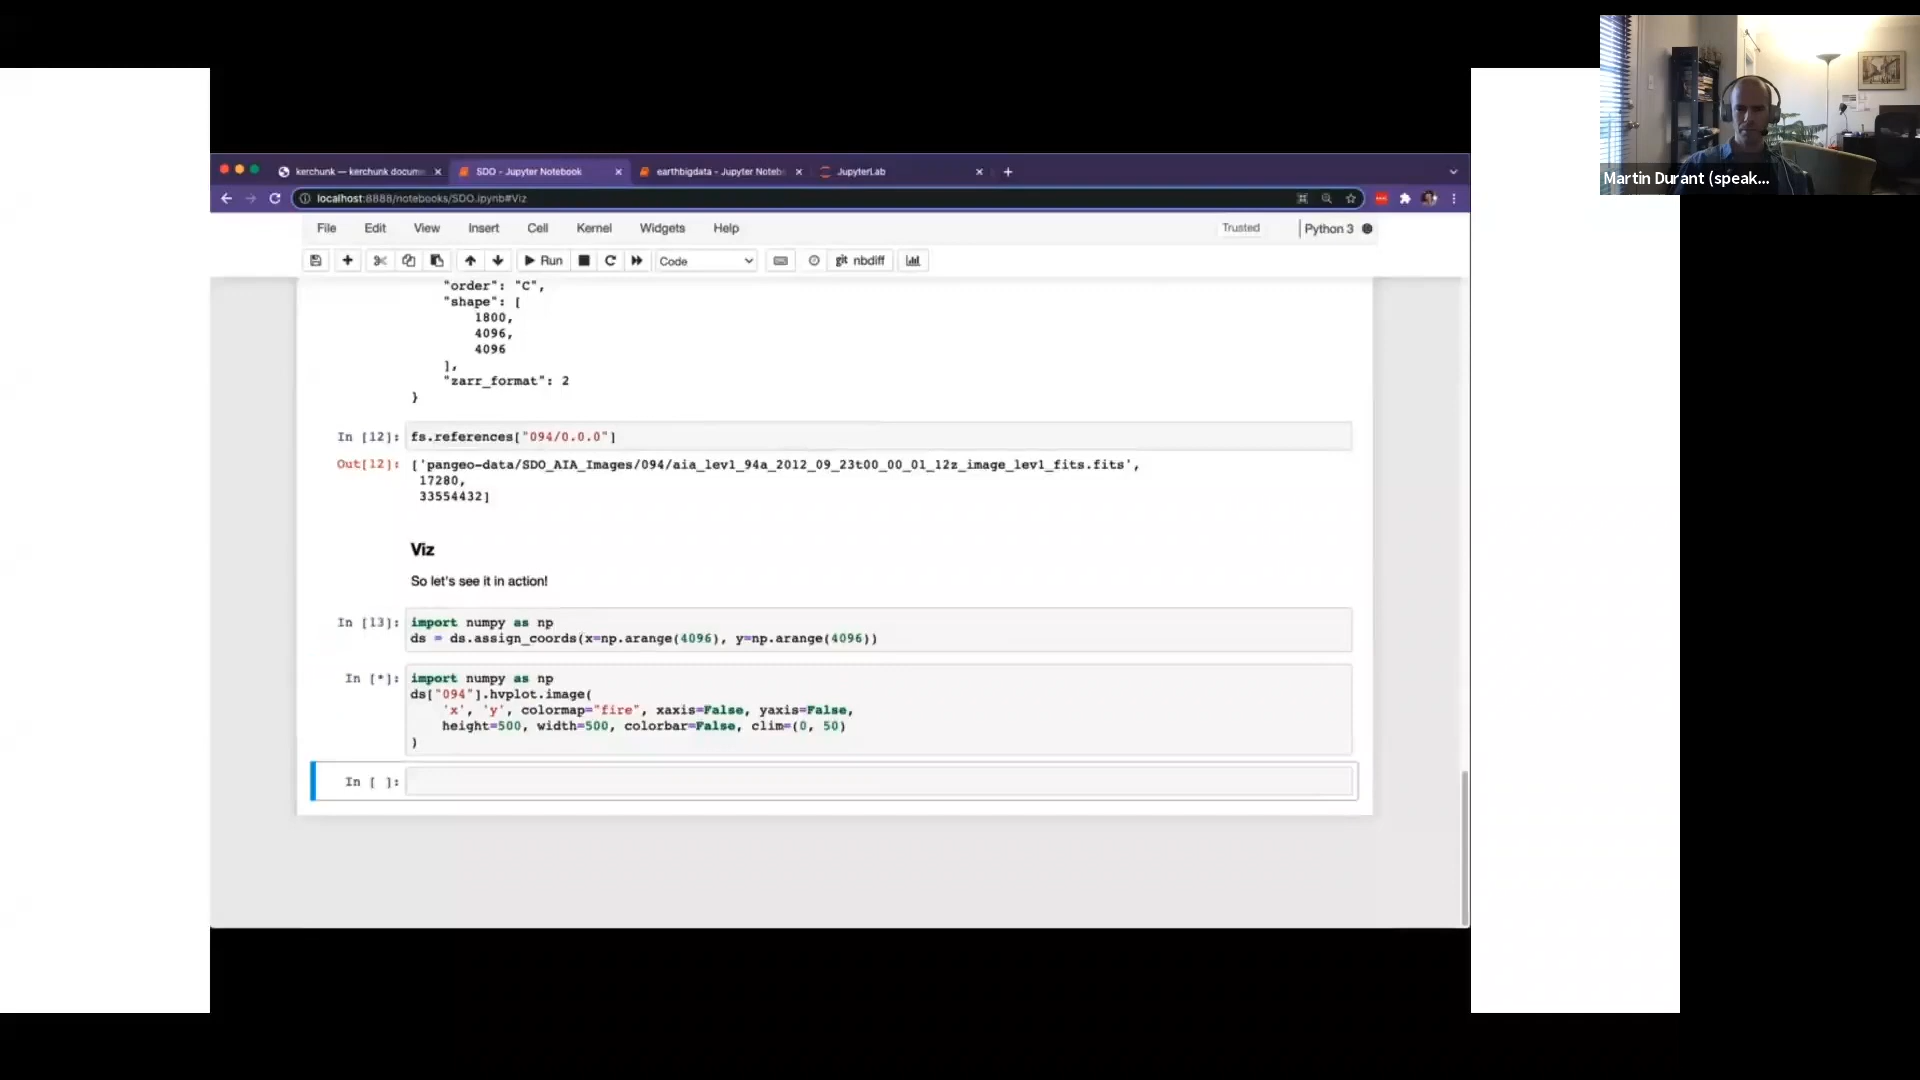 kerchunk — kerchunk docume
SDO - Jupyter Notebook
earthbigdata - Jupyter Noteb
JupyterLab
localhost:8888/notebooks/SDO.ipynb#Viz
Martin Durant (speak...
File Edit View Insert Cell Kernel Widgets Help
Trusted
Python 3
Run
Code
git nbdiff
"order": "C",
"shape": [
1800,
4096,
4096
],
"zarr_format": 2
}
In [12]: fs.references["094/0.0.0"]
Out[12]: ['pangeo-data/SDO_AIA_Images/094/aia_lev1_94a_2012_09_23t00_00_01_12z_image_lev1_fits.fits',
17280,
33554432]
Viz
So let's see it in action!
In [13]: import numpy as np
ds = ds.assign_coords(x=np.arange(4096), y=np.arange(4096))
In [*]: import numpy as np
ds["094"].hvplot.image(
'x', 'y', colormap="fire", xaxis=False, yaxis=False,
height=500, width=500, colorbar=False, clim=(0, 50)
)
In [ ]: